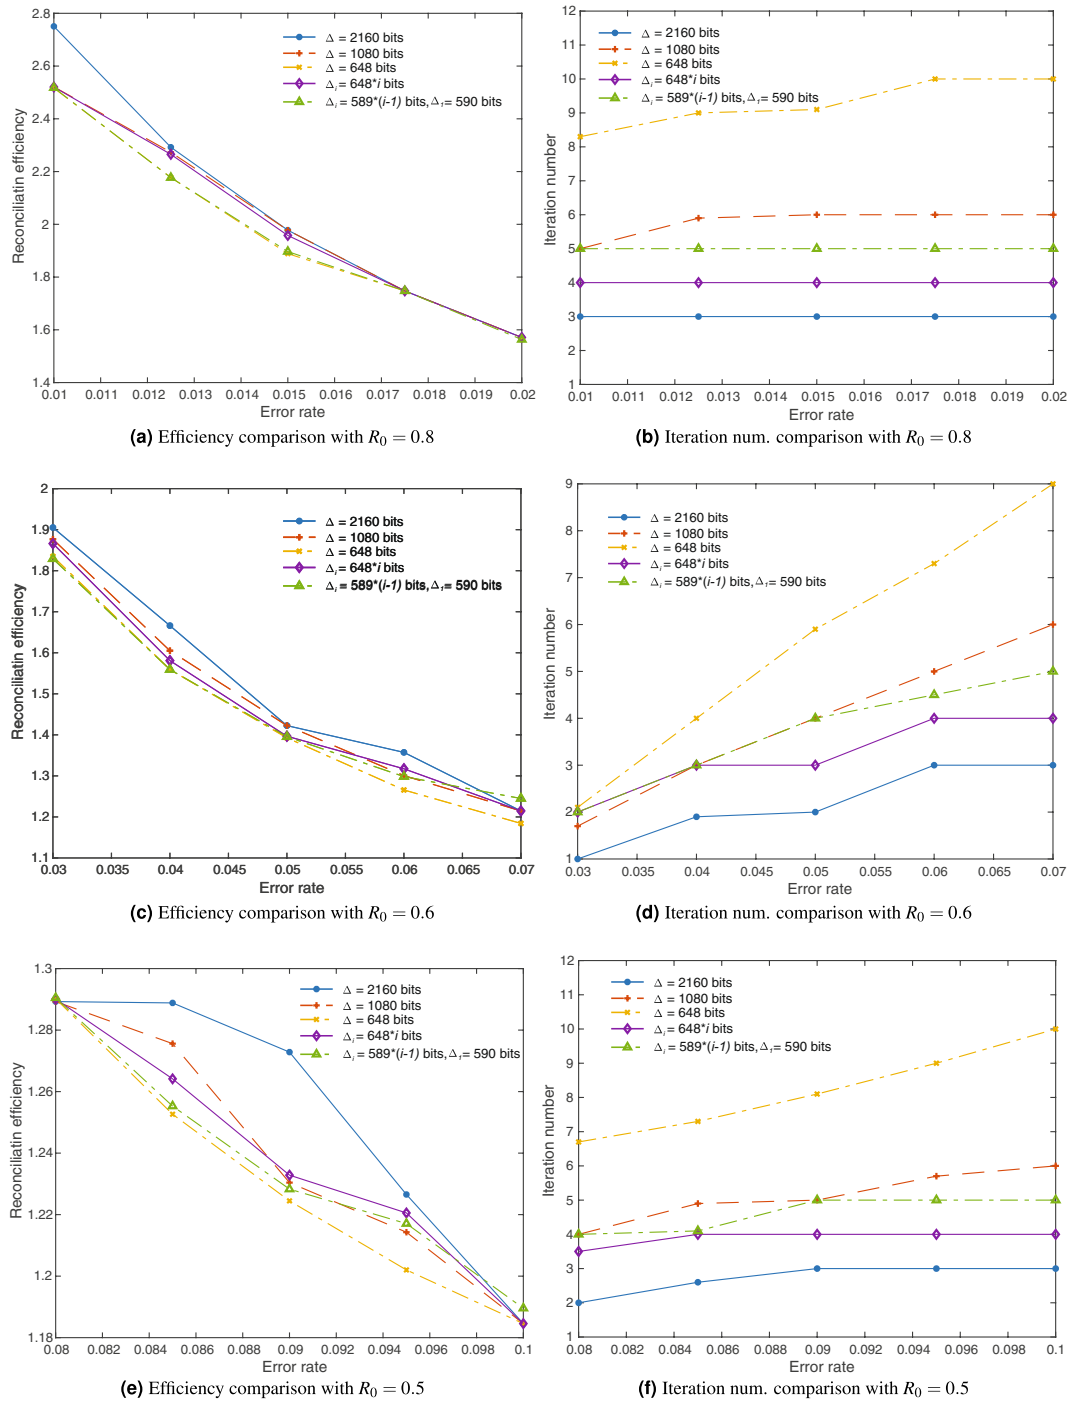 2.8
2.6
2.4
2.2
2
1.8
1.6
1.4
Reconciliatin efficiency
Δ = 2160 bits
Δ = 1080 bits
Δ = 648 bits
Δi = 648*i bits
Δi = 589*(i-1) bits, Δ1 = 590 bits
0.01 0.011 0.012 0.013 0.014 0.015 0.016 0.017 0.018 0.019 0.02
Error rate
(a) Efficiency comparison with R0 = 0.8
12
11
10
9
8
7
6
5
4
3
2
1
Iteration number
Δ = 2160 bits
Δ = 1080 bits
Δ = 648 bits
Δi = 648*i bits
Δi = 589*(i-1) bits, Δ1 = 590 bits
0.01 0.011 0.012 0.013 0.014 0.015 0.016 0.017 0.018 0.019 0.02
Error rate
(b) Iteration num. comparison with R0 = 0.8
2
1.9
1.8
1.7
1.6
1.5
1.4
1.3
1.2
1.1
Reconciliatin efficiency
Δ = 2160 bits
Δ = 1080 bits
Δ = 648 bits
Δi = 648*i bits
Δi = 589*(i-1) bits, Δ1 = 590 bits
0.03 0.035 0.04 0.045 0.05 0.055 0.06 0.065 0.07
Error rate
(c) Efficiency comparison with R0 = 0.6
9
8
7
6
5
4
3
2
1
Iteration number
Δ = 2160 bits
Δ = 1080 bits
Δ = 648 bits
Δi = 648*i bits
Δi = 589*(i-1) bits, Δ1 = 590 bits
0.03 0.035 0.04 0.045 0.05 0.055 0.06 0.065 0.07
Error rate
(d) Iteration num. comparison with R0 = 0.6
1.3
1.28
1.26
1.24
1.22
1.2
1.18
Reconciliatin efficiency
Δ = 2160 bits
Δ = 1080 bits
Δ = 648 bits
Δi = 648*i bits
Δi = 589*(i-1) bits, Δ1 = 590 bits
0.08 0.082 0.084 0.086 0.088 0.09 0.092 0.094 0.096 0.098 0.1
Error rate
(e) Efficiency comparison with R0 = 0.5
12
11
10
9
8
7
6
5
4
3
2
1
Iteration number
Δ = 2160 bits
Δ = 1080 bits
Δ = 648 bits
Δi = 648*i bits
Δi = 589*(i-1) bits, Δ1 = 590 bits
0.08 0.082 0.084 0.086 0.088 0.09 0.092 0.094 0.096 0.098 0.1
Error rate
(f) Iteration num. comparison with R0 = 0.5